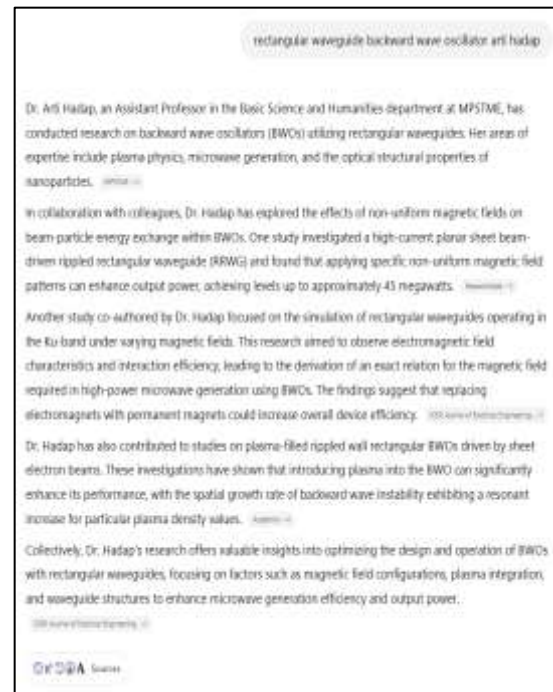 rectangular waveguide backward wave oscillator arti hadap
Dr. Arti Hadap, an Assistant Professor in the Basic Science and Humanities department at MPSTME, has
conducted research on backward wave oscillators (BWOs) utilizing rectangular waveguides. Her areas of
expertise include plasma physics, microwave generation, and the optical structural properties of
nanoparticles.
In collaboration with colleagues, Dr. Hadap has explored the effects of non-uniform magnetic fields on
beam-particle energy exchange within BWOs. One study investigated a high-current planar sheet beam-
driven rippled rectangular waveguide (RRWG) and found that applying specific non-uniform magnetic field
patterns can enhance output power, achieving levels up to approximately 45 megawatts.
Another study co-authored by Dr. Hadap focused on the simulation of rectangular waveguides operating in
the Ku-band under varying magnetic fields. This research aimed to observe electromagnetic field
characteristics and interaction efficiency, leading to the derivation of an exact relation for the magnetic field
required in high-power microwave generation using BWOs. The findings suggest that replacing
electromagnets with permanent magnets could increase overall device efficiency.
Dr. Hadap has also contributed to studies on plasma-filled rippled wall rectangular BWOs driven by sheet
electron beams. These investigations have shown that introducing plasma into the BWO can significantly
enhance its performance, with the spatial growth rate of backward wave instability exhibiting a resonant
increase for particular plasma density values.
Collectively, Dr. Hadap's research offers valuable insights into optimizing the design and operation of BWOs
with rectangular waveguides, focusing on factors such as magnetic field configurations, plasma integration,
and waveguide structures to enhance microwave generation efficiency and output power.
Sources